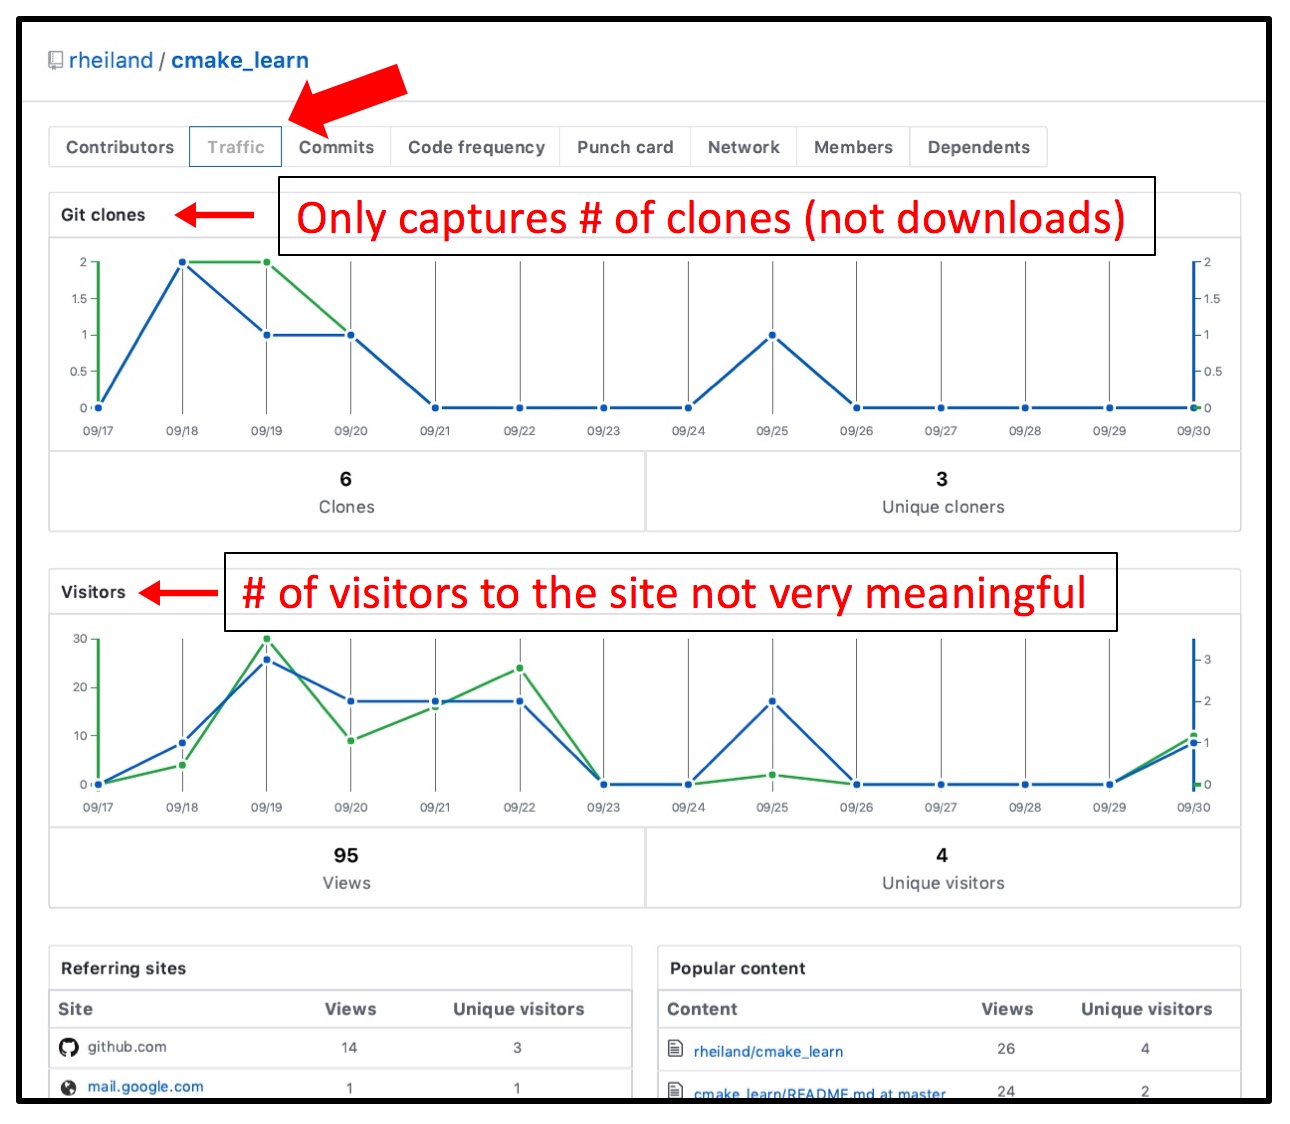 rheiland / cmake_learn
Contributors Traffic Commits Code frequency Punch card Network Members Dependents
Git clones
Only captures # of clones (not downloads)
2 2
1.5 1.5
1 1
0.5 0.5
0 0
09/17 09/18 09/19 09/20 09/21 09/22 09/23 09/24 09/25 09/26 09/27 09/28 09/29 09/30
6 3
Clones Unique cloners
Visitors
# of visitors to the site not very meaningful
30
3
20
2
10
1
0 0
09/17 09/18 09/19 09/20 09/21 09/22 09/23 09/24 09/25 09/26 09/27 09/28 09/29 09/30
95 4
Views Unique visitors
Referring sites
Site Views Unique visitors
github.com 14 3
mail.google.com 1 1
Popular content
Content Views Unique visitors
rheiland/cmake_learn 26 4
cmake_learn/README.md at master 24 2